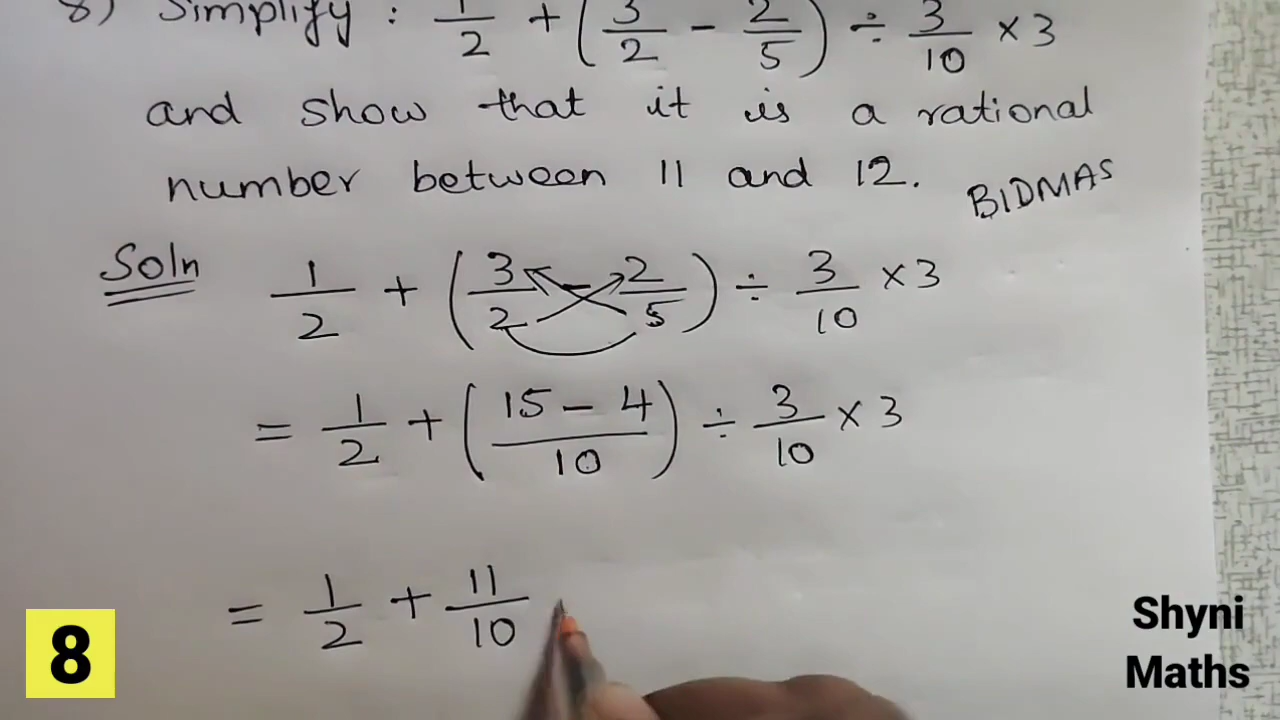 8) Simplify : 1/2 + (3/2 - 2/5) ÷ 3/10 × 3
and show that it is a rational
number between 11 and 12.
BIDMAS
Soln 1/2 + (3/2 - 2/5) ÷ 3/10 × 3
= 1/2 + (15 - 4/10) ÷ 3/10 × 3
= 1/2 + 11/10
8
Shyni
Maths